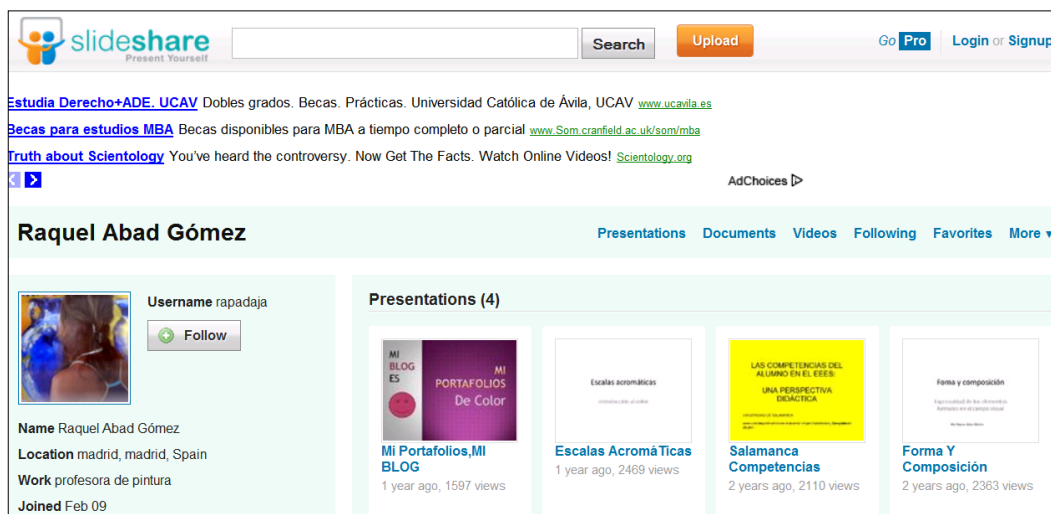 slideshare
Present Yourself
Search
Upload
Go Pro
Login or Signup
Estudia Derecho+ADE. UCAV Dobles grados. Becas. Prácticas. Universidad Católica de Ávila, UCAV www.ucavila.es
Becas para estudios MBA Becas disponibles para MBA a tiempo completo o parcial www.Som.cranfield.ac.uk/som/mba
Truth about Scientology You've heard the controversy. Now Get The Facts. Watch Online Videos! Scientology.org
AdChoices
Raquel Abad Gómez
Presentations Documents Videos Following Favorites More
Username rapadaja
Follow
Name Raquel Abad Gómez
Location madrid, madrid, Spain
Work profesora de pintura
Joined Feb 09
Presentations (4)
MI
BLOG
ES
MI
PORTAFOLIOS
De Color
Mi Portafolios,MI
BLOG
1 year ago, 1597 views
Escalas acromáticas
Escalas AcromáTicas
1 year ago, 2469 views
LAS COMPETENCIAS DEL
ALUMNO EN EL EEES:
UNA PERSPECTIVA
DIDÁCTICA
Salamanca
Competencias
2 years ago, 2110 views
Forma y composición
Forma Y
Composición
2 years ago, 2363 views